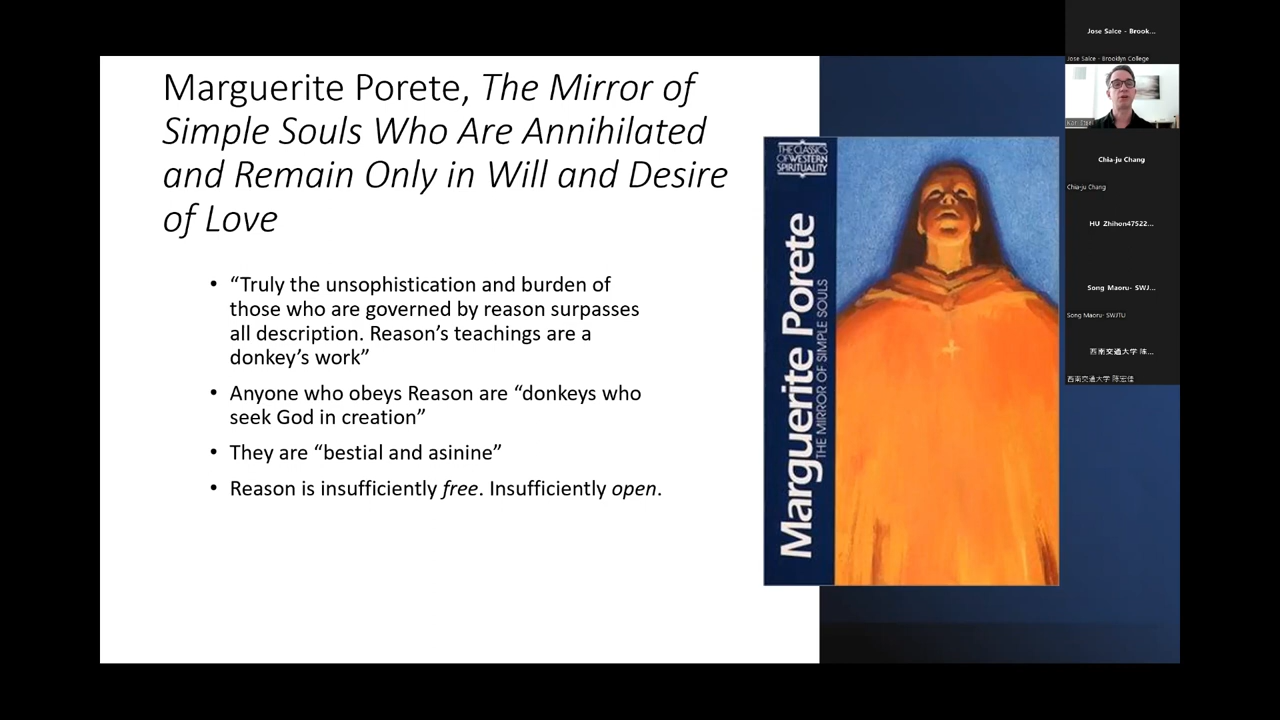 Marguerite Porete, The Mirror of
Simple Souls Who Are Annihilated
and Remain Only in Will and Desire
of Love
• “Truly the unsophistication and burden of
those who are governed by reason surpasses
all description. Reason’s teachings are a
donkey’s work”
• Anyone who obeys Reason are “donkeys who
seek God in creation”
• They are “bestial and asinine”
• Reason is insufficiently free. Insufficiently open.
THE CLASSICS
OF WESTERN
SPIRITUALITY
Marguerite Porete
THE MIRROR OF SIMPLE SOULS
Jose Salce - Brook...
Jose Salce - Brooklyn College
Chia-ju Chang
Chia-ju Chang
HU Zhihon47522...
Song Maoru- SWJ...
Song Maoru- SWJTU
西南交通大学 陈...
西南交通大学 陈宏佳